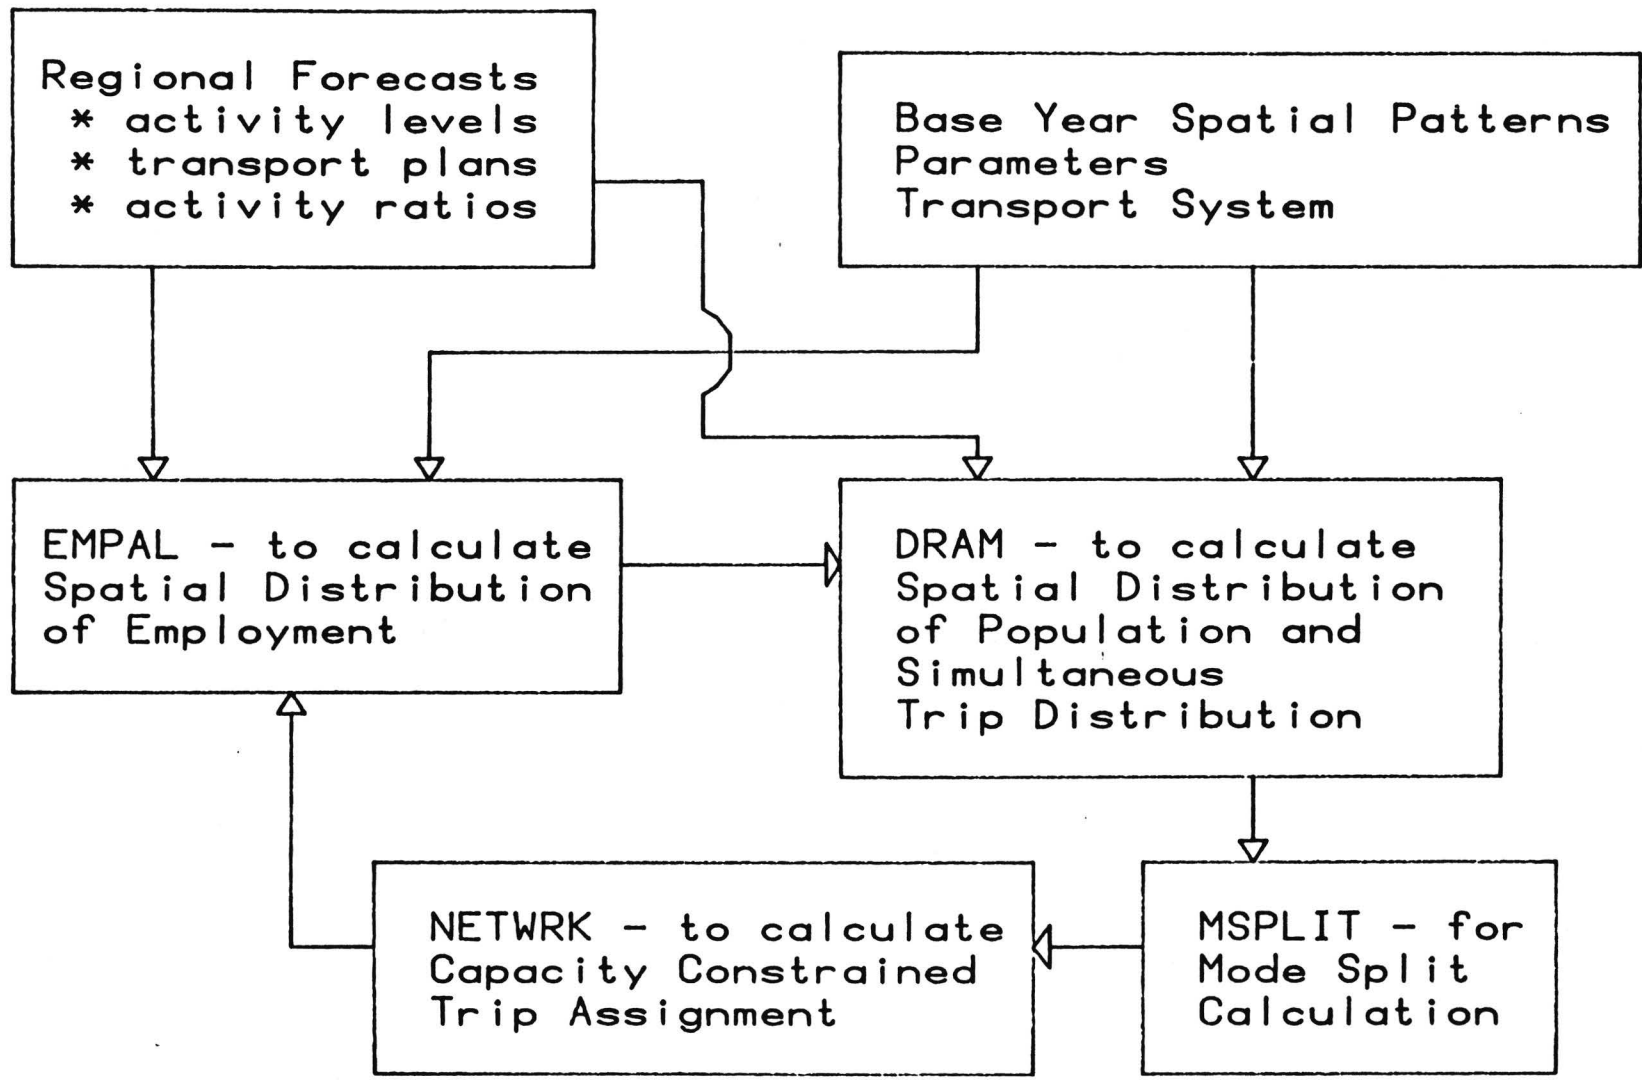 Regional Forecasts
* activity levels
* transport plans
* activity ratios
Base Year Spatial Patterns
Parameters
Transport System
EMPAL - to calculate
Spatial Distribution
of Employment
DRAM - to calculate
Spatial Distribution
of Population and
Simultaneous
Trip Distribution
NETWRK - to calculate
Capacity Constrained
Trip Assignment
MSPLIT - for
Mode Split
Calculation